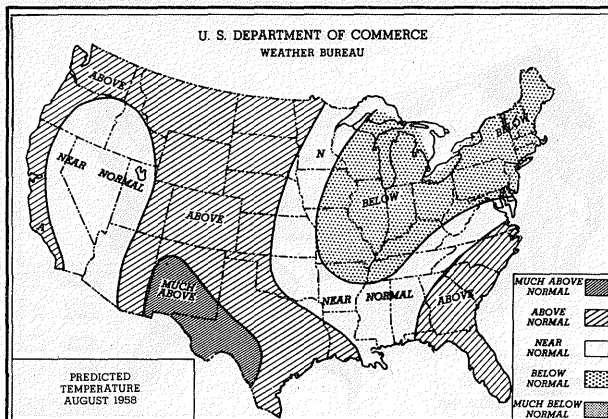 U. S. DEPARTMENT OF COMMERCE
WEATHER BUREAU
ABOVE
BELOW
N
NEAR NORMAL
BELOW
ABOVE
N
MUCH
ABOVE
NEAR NORMAL
ABOVE
MUCH ABOVE
NORMAL
ABOVE
NORMAL
NEAR
NORMAL
BELOW
NORMAL
MUCH BELOW
NORMAL
PREDICTED
TEMPERATURE
AUGUST 1958